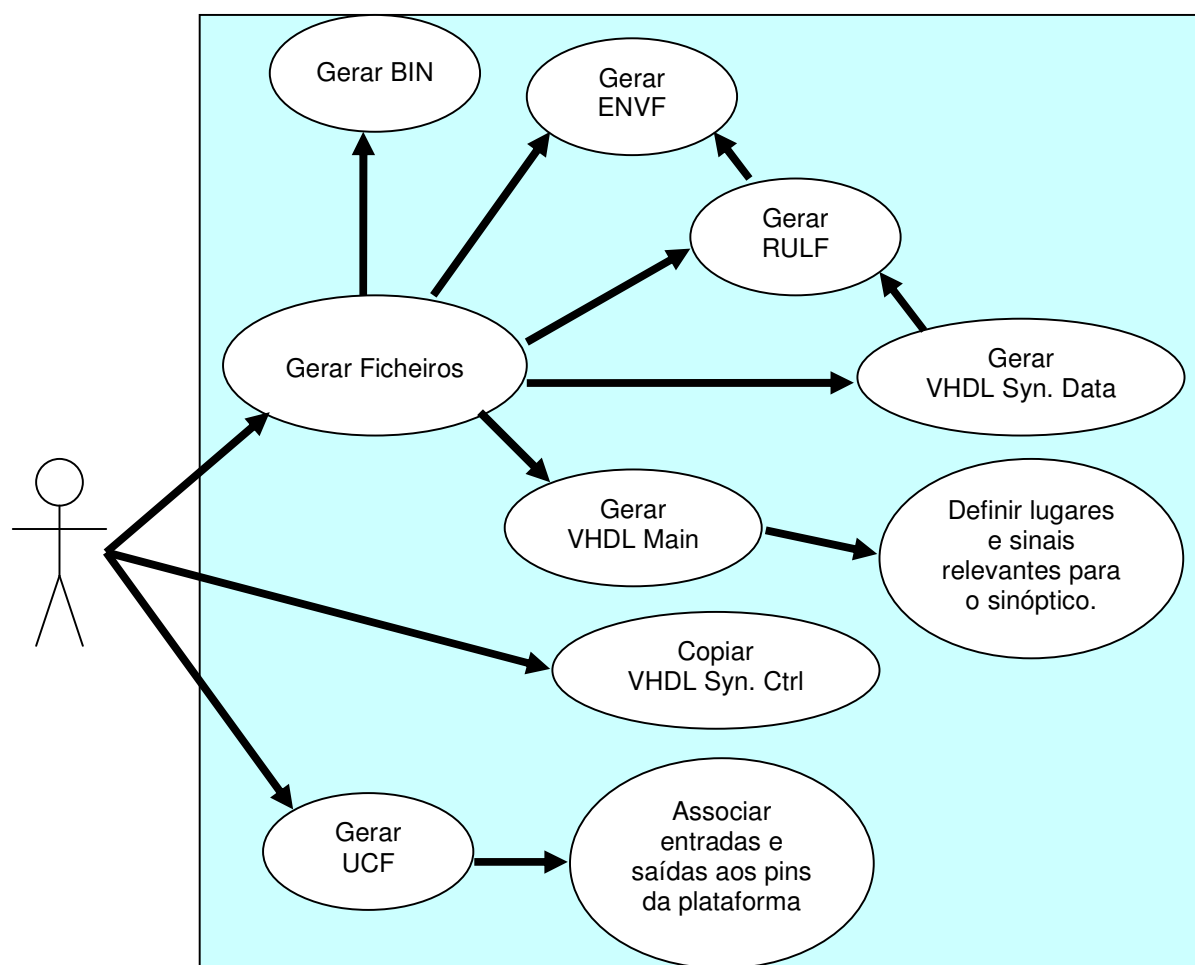 Gerar BIN
Gerar
ENVF
Gerar
RULF
Gerar Ficheiros
Gerar
VHDL Syn. Data
Gerar
VHDL Main
Definir lugares
e sinais
relevantes para
o sinóptico.
Copiar
VHDL Syn. Ctrl
Gerar
UCF
Associar
entradas e
saídas aos pins
da plataforma